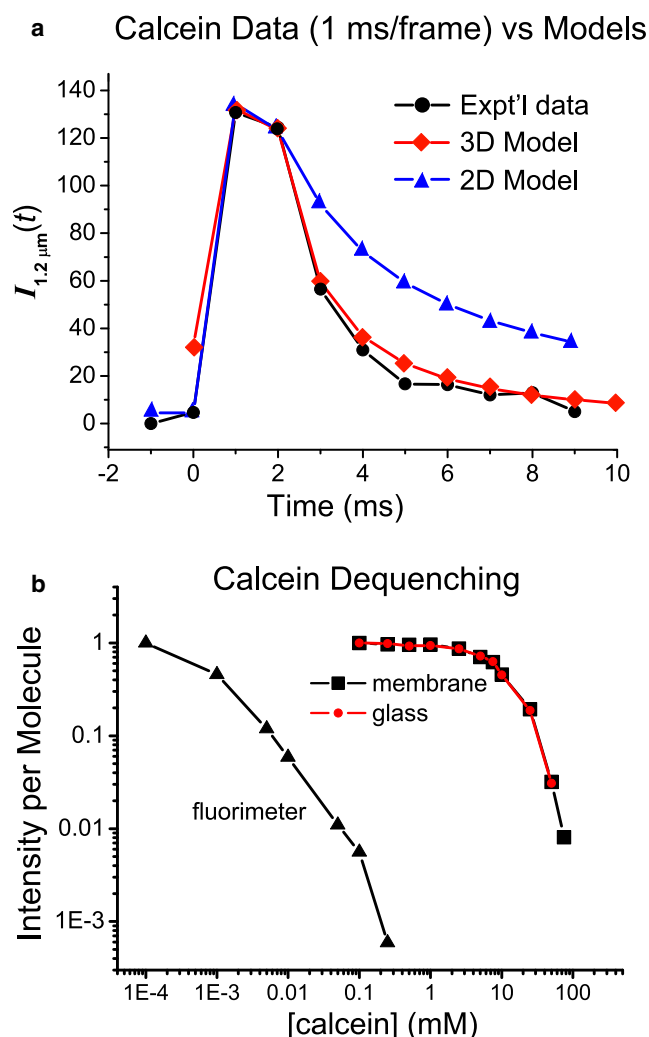 a Calcein Data (1 ms/frame) vs Models
Expt'l data
3D Model
2D Model
I1.2 μm(t)
140
120
100
80
60
40
20
0
-2 0 2 4 6 8 10
Time (ms)
b Calcein Dequenching
Intensity per Molecule
1
0.1
0.01
1E-3
membrane
glass
fluorimeter
1E-4 1E-3 0.01 0.1 1 10 100
[calcein] (mM)